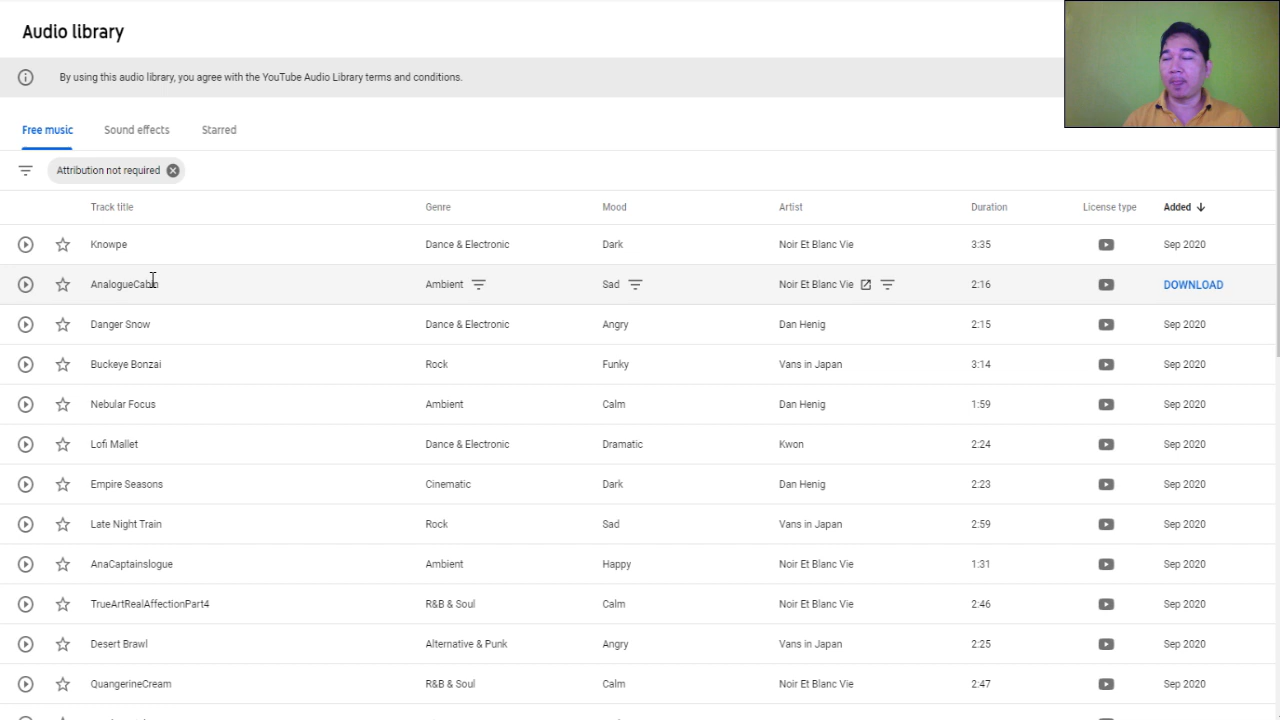 Audio library
By using this audio library, you agree with the YouTube Audio Library terms and conditions.
Free music Sound effects Starred
Attribution not required
Track title Genre Mood Artist Duration License type Added
Knowpe Dance & Electronic Dark Noir Et Blanc Vie 3:35 Sep 2020
AnalogueCabin Ambient Sad Noir Et Blanc Vie 2:16 DOWNLOAD
Danger Snow Dance & Electronic Angry Dan Henig 2:15 Sep 2020
Buckeye Bonzai Rock Funky Vans in Japan 3:14 Sep 2020
Nebular Focus Ambient Calm Dan Henig 1:59 Sep 2020
Lofi Mallet Dance & Electronic Dramatic Kwon 2:24 Sep 2020
Empire Seasons Cinematic Dark Dan Henig 2:23 Sep 2020
Late Night Train Rock Sad Vans in Japan 2:59 Sep 2020
AnaCaptainslogue Ambient Happy Noir Et Blanc Vie 1:31 Sep 2020
TrueArtRealAffectionPart4 R&B & Soul Calm Noir Et Blanc Vie 2:46 Sep 2020
Desert Brawl Alternative & Punk Angry Vans in Japan 2:25 Sep 2020
QuangerineCream R&B & Soul Calm Noir Et Blanc Vie 2:47 Sep 2020